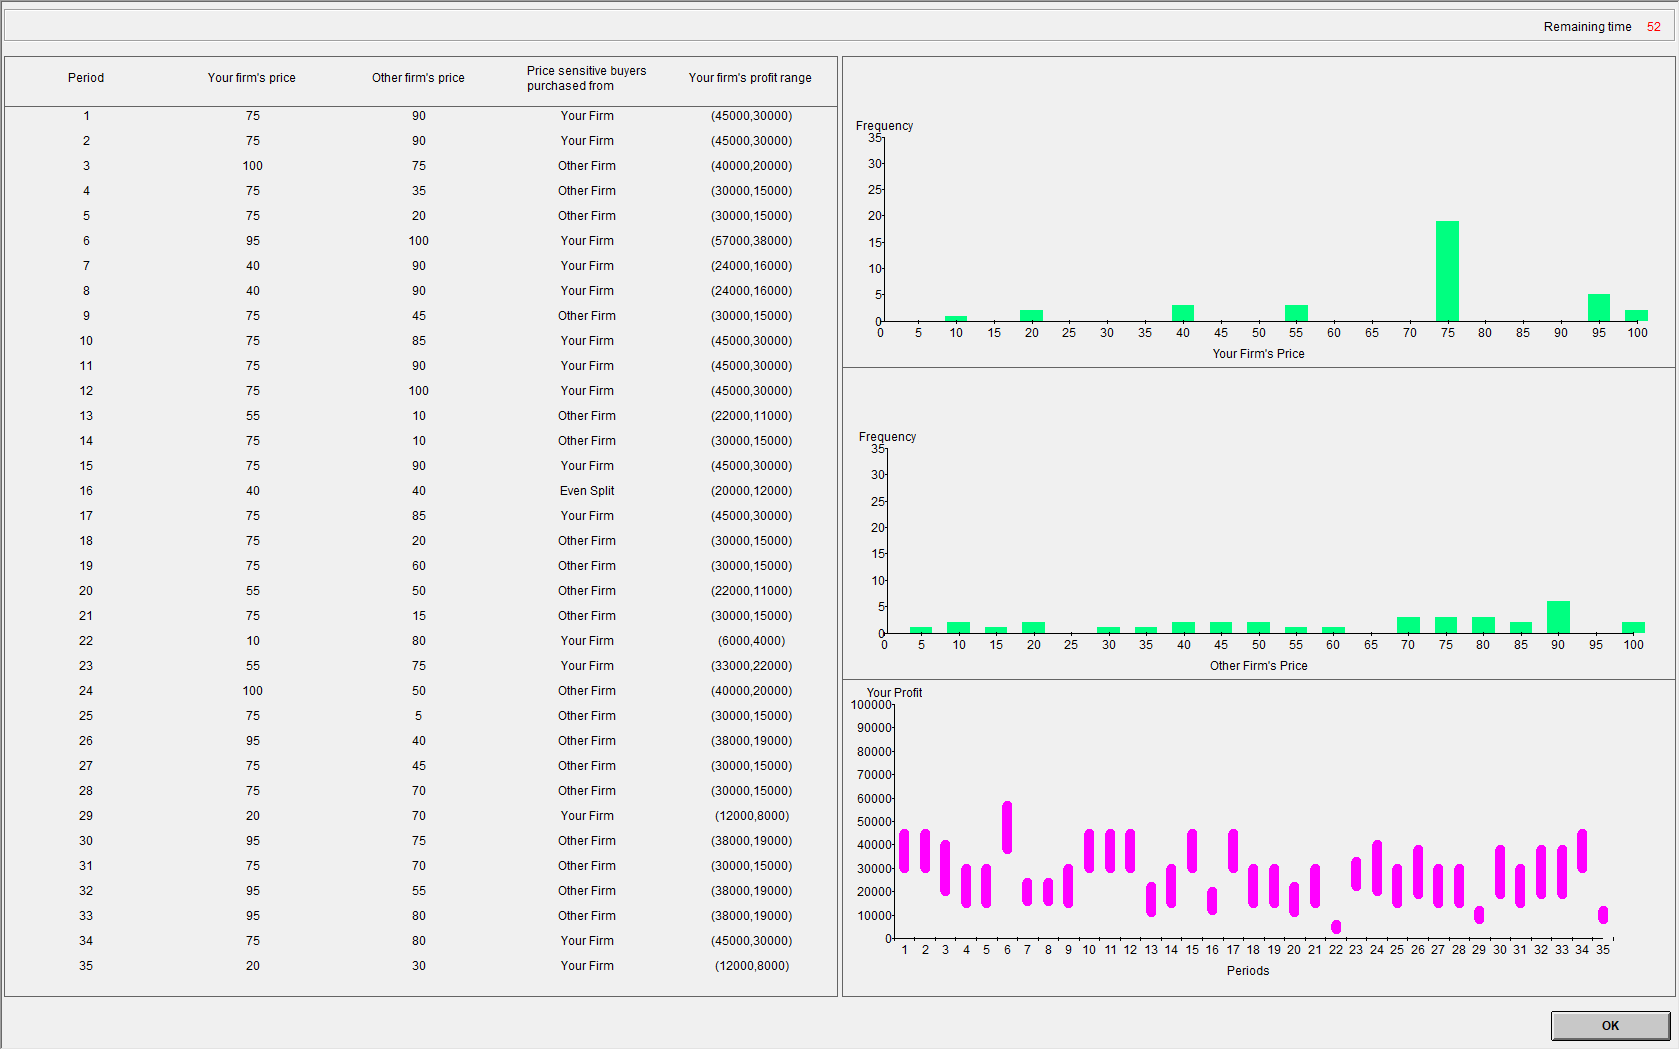 Remaining time 52
Period Your firm's price Other firm's price Price sensitive buyers purchased from Your firm's profit range
1 75 90 Your Firm (45000,30000)
2 75 90 Your Firm (45000,30000)
3 100 75 Other Firm (40000,20000)
4 75 35 Other Firm (30000,15000)
5 75 20 Other Firm (30000,15000)
6 95 100 Your Firm (57000,38000)
7 40 90 Your Firm (24000,16000)
8 40 90 Your Firm (24000,16000)
9 75 45 Other Firm (30000,15000)
10 75 85 Your Firm (45000,30000)
11 75 90 Your Firm (45000,30000)
12 75 100 Your Firm (45000,30000)
13 55 10 Other Firm (22000,11000)
14 75 10 Other Firm (30000,15000)
15 75 90 Your Firm (45000,30000)
16 40 40 Even Split (20000,12000)
17 75 85 Your Firm (45000,30000)
18 75 20 Other Firm (30000,15000)
19 75 60 Other Firm (30000,15000)
20 55 50 Other Firm (22000,11000)
21 75 15 Other Firm (30000,15000)
22 10 80 Your Firm (6000,4000)
23 55 75 Your Firm (33000,22000)
24 100 50 Other Firm (40000,20000)
25 75 5 Other Firm (30000,15000)
26 95 40 Other Firm (38000,19000)
27 75 45 Other Firm (30000,15000)
28 75 70 Other Firm (30000,15000)
29 20 70 Your Firm (12000,8000)
30 95 75 Other Firm (38000,19000)
31 75 70 Other Firm (30000,15000)
32 95 55 Other Firm (38000,19000)
33 95 80 Other Firm (38000,19000)
34 75 80 Your Firm (45000,30000)
35 20 30 Your Firm (12000,8000)
Frequency
35
30
25
20
15
10
5
0
0 5 10 15 20 25 30 35 40 45 50 55 60 65 70 75 80 85 90 95 100
Your Firm's Price
Frequency
35
30
25
20
15
10
5
0
0 5 10 15 20 25 30 35 40 45 50 55 60 65 70 75 80 85 90 95 100
Other Firm's Price
Your Profit
100000
90000
80000
70000
60000
50000
40000
30000
20000
10000
0
1 2 3 4 5 6 7 8 9 10 11 12 13 14 15 16 17 18 19 20 21 22 23 24 25 26 27 28 29 30 31 32 33 34 35
Periods
OK